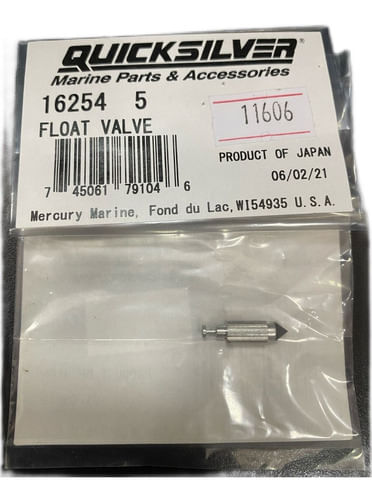 QUICKSILVER®
Marine Parts & Accessories
16254 5
11606
FLOAT VALVE
PRODUCT OF JAPAN
7 45061 79104 6
06/02/21
Mercury Marine, Fond du Lac,WI54935 U.S.A.